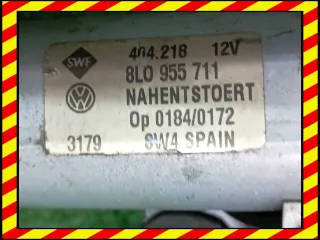 SWF 404.218 12V
8L0 955 711
NAHENTSTOERT
Op 0184/0172
3179 SW4 SPAIN